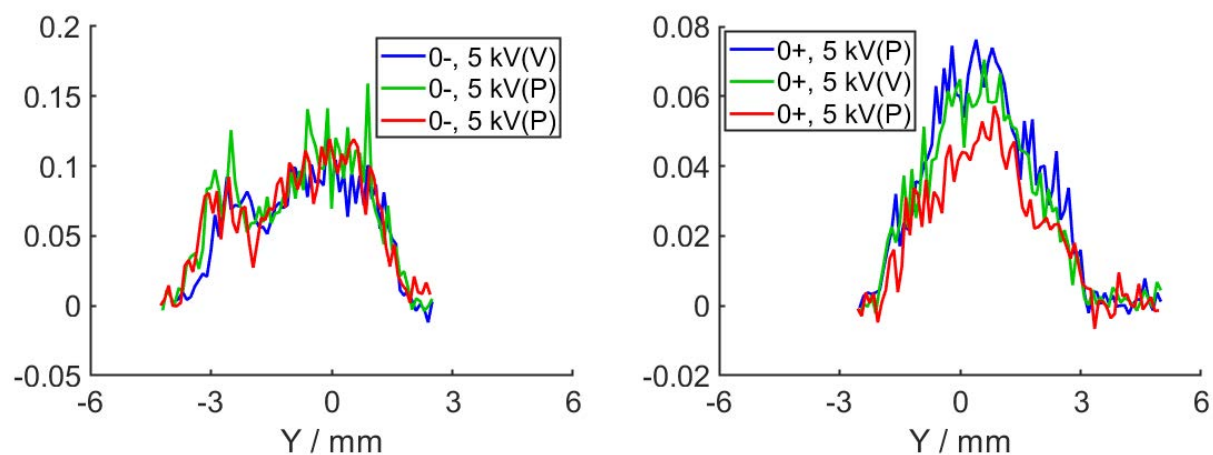 0.2
0.15
0.1
0.05
0
-0.05
-6
-3
0
3
6
Y / mm
0-, 5 kV(V)
0-, 5 kV(P)
0-, 5 kV(P)
0.08
0.06
0.04
0.02
0
-0.02
-6
-3
0
3
6
Y / mm
0+, 5 kV(P)
0+, 5 kV(V)
0+, 5 kV(P)